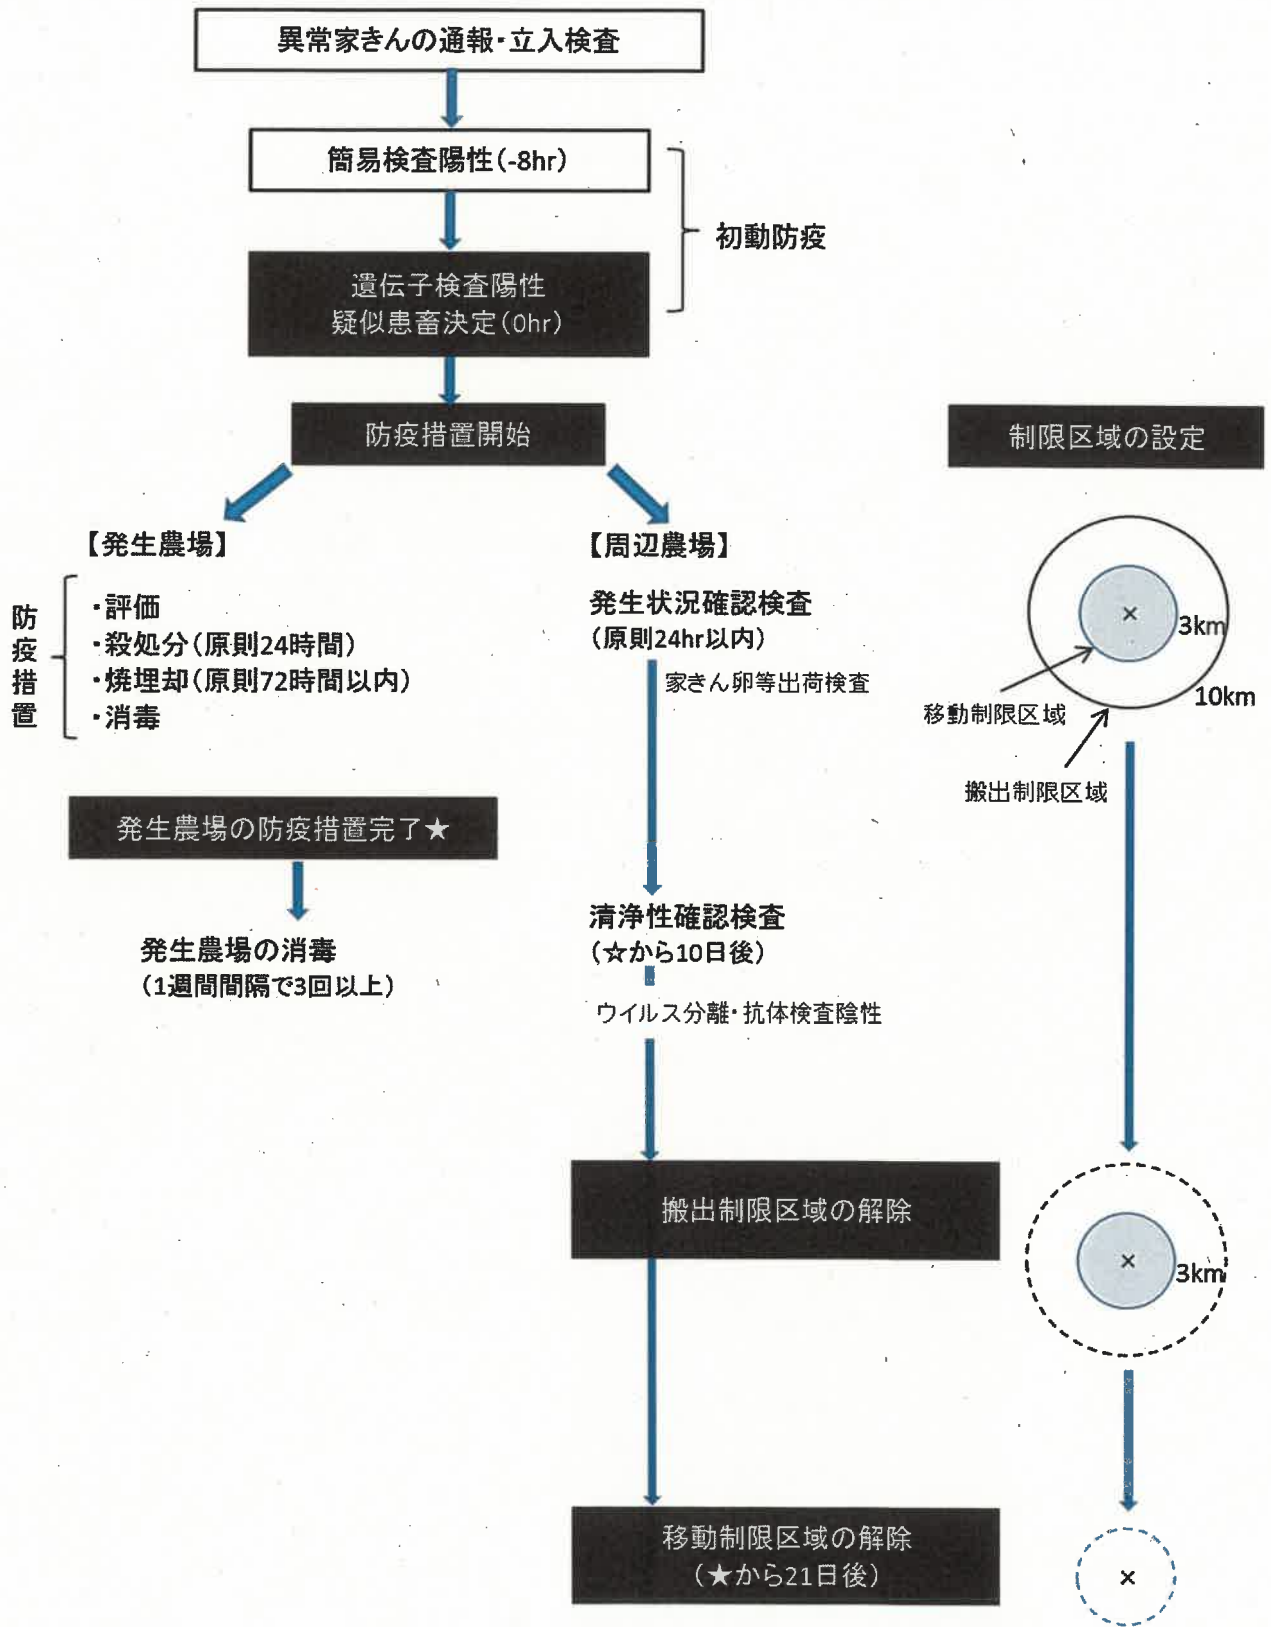 異常家きんの通報・立入検査
簡易検査陽性(-8hr)
初動防疫
遺伝子検査陽性
疑似患畜決定(0hr)
防疫措置開始
制限区域の設定
【発生農場】
防疫措置
・評価
・殺処分(原則24時間)
・焼埋却(原則72時間以内)
・消毒
発生農場の防疫措置完了★
発生農場の消毒
(1週間間隔で3回以上)
【周辺農場】
発生状況確認検査
(原則24hr以内)
家きん卵等出荷検査
清浄性確認検査
(☆から10日後)
ウイルス分離・抗体検査陰性
搬出制限区域の解除
移動制限区域の解除
(★から21日後)
×
3km
10km
移動制限区域
搬出制限区域
×
3km
×